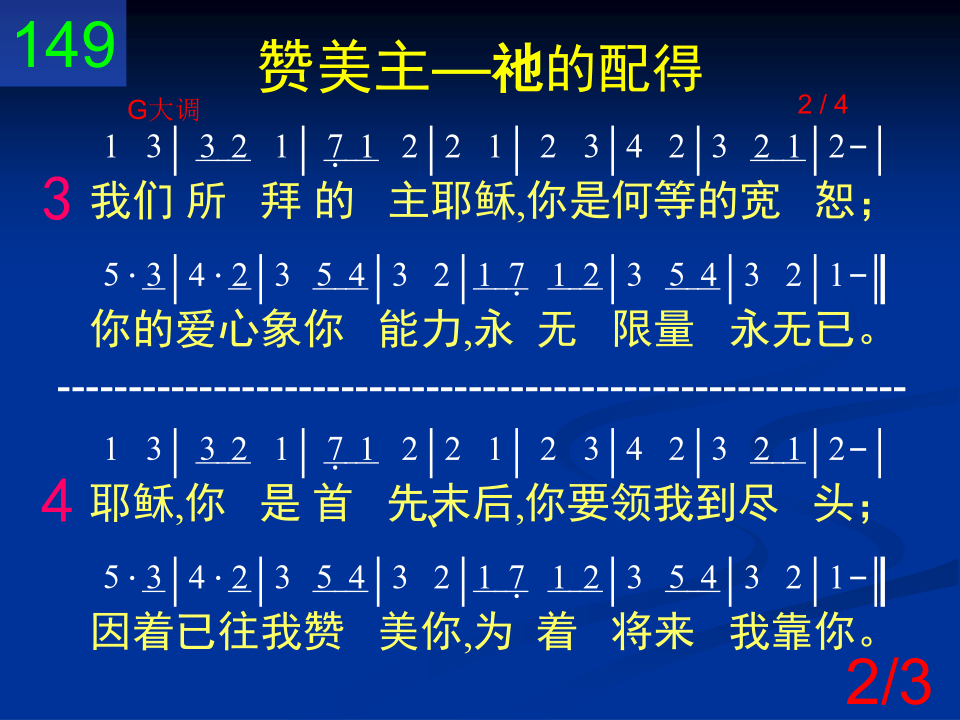 149
赞美主—祂的配得
G大调 2 / 4
1 3| 3 2 1| 7 1 2|2 1| 2 3|4 2|3 2 1|2-|
3 我们 所 拜 的 主耶稣,你是何等的宽 恕；
5 · 3|4 · 2|3 5 4|3 2|1 7 1 2|3 5 4|3 2|1-‖
你的爱心象你 能力,永 无 限量 永无已。
------------------------------------------------------------
1 3| 3 2 1| 7 1 2|2 1| 2 3|4 2|3 2 1|2-|
4 耶稣,你 是 首 先、末后,你要领我到尽 头；
5 · 3|4 · 2|3 5 4|3 2|1 7 1 2|3 5 4|3 2|1-‖
因着已往我赞 美你,为 着 将来 我靠你。
2/3